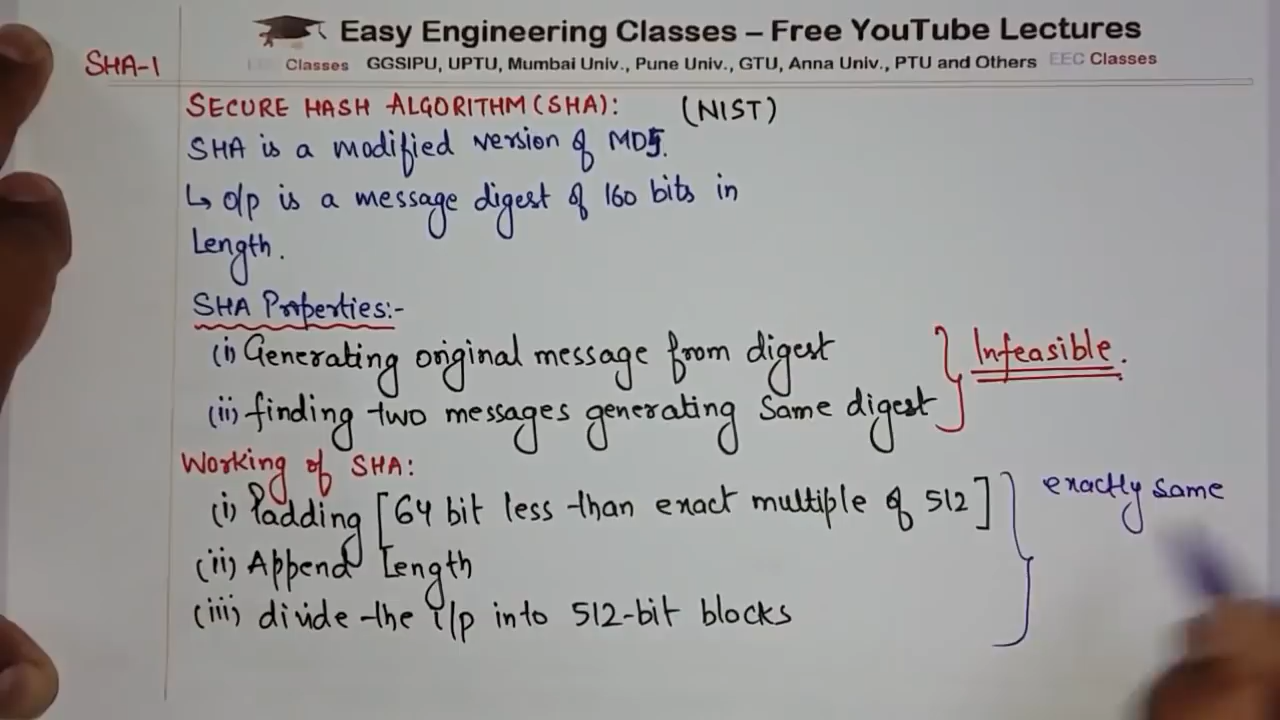 Easy Engineering Classes – Free YouTube Lectures
Classes GGSIPU, UPTU, Mumbai Univ., Pune Univ., GTU, Anna Univ., PTU and Others EEC Classes
SHA-1
SECURE HASH ALGORITHM (SHA): (NIST)
SHA is a modified version of MD5.
↳ o/p is a message digest of 160 bits in
Length.
SHA Properties:-
(i) Generating original message from digest
(ii) finding two messages generating same digest } Infeasible.
Working of SHA:
(i) Padding [64 bit less than exact multiple of 512] } exactly same
(ii) Append Length
(iii) divide the i/p into 512-bit blocks